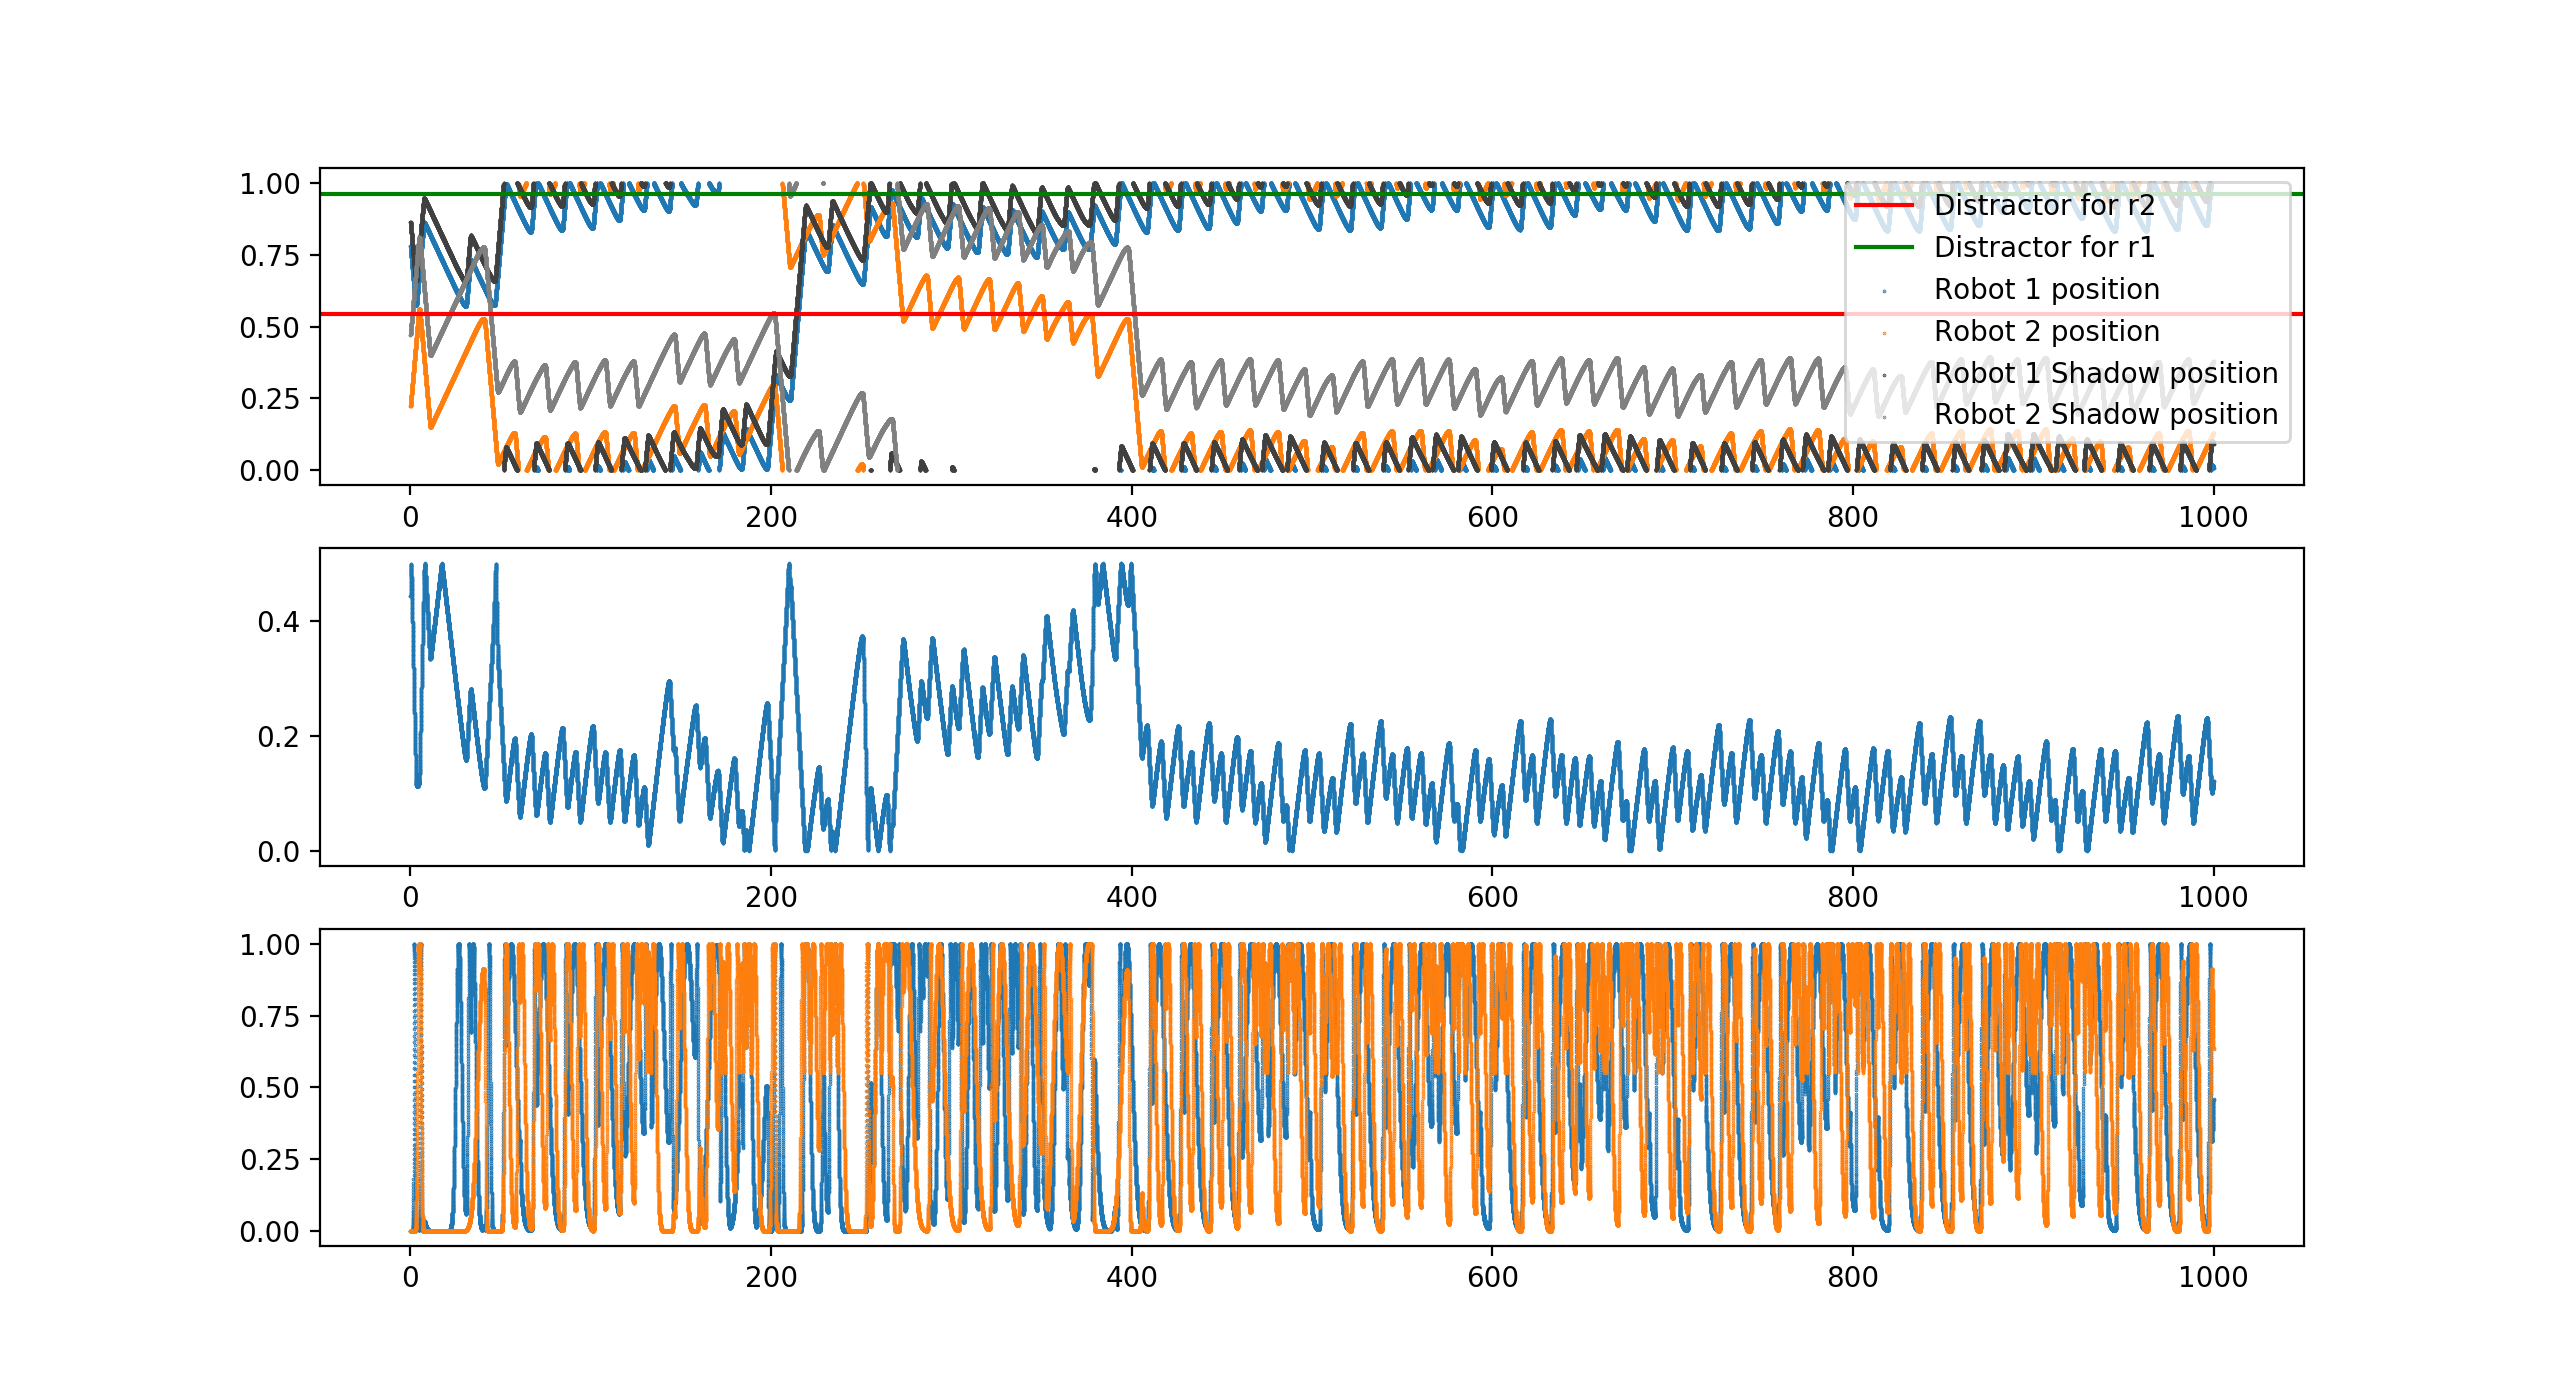 1.00
0.75
0.50
0.25
0.00
Distractor for r2
Distractor for r1
Robot 1 position
Robot 2 position
Robot 1 Shadow position
Robot 2 Shadow position
0 200 400 600 800 1000
0.4
0.2
0.0
0 200 400 600 800 1000
1.00
0.75
0.50
0.25
0.00
0 200 400 600 800 1000